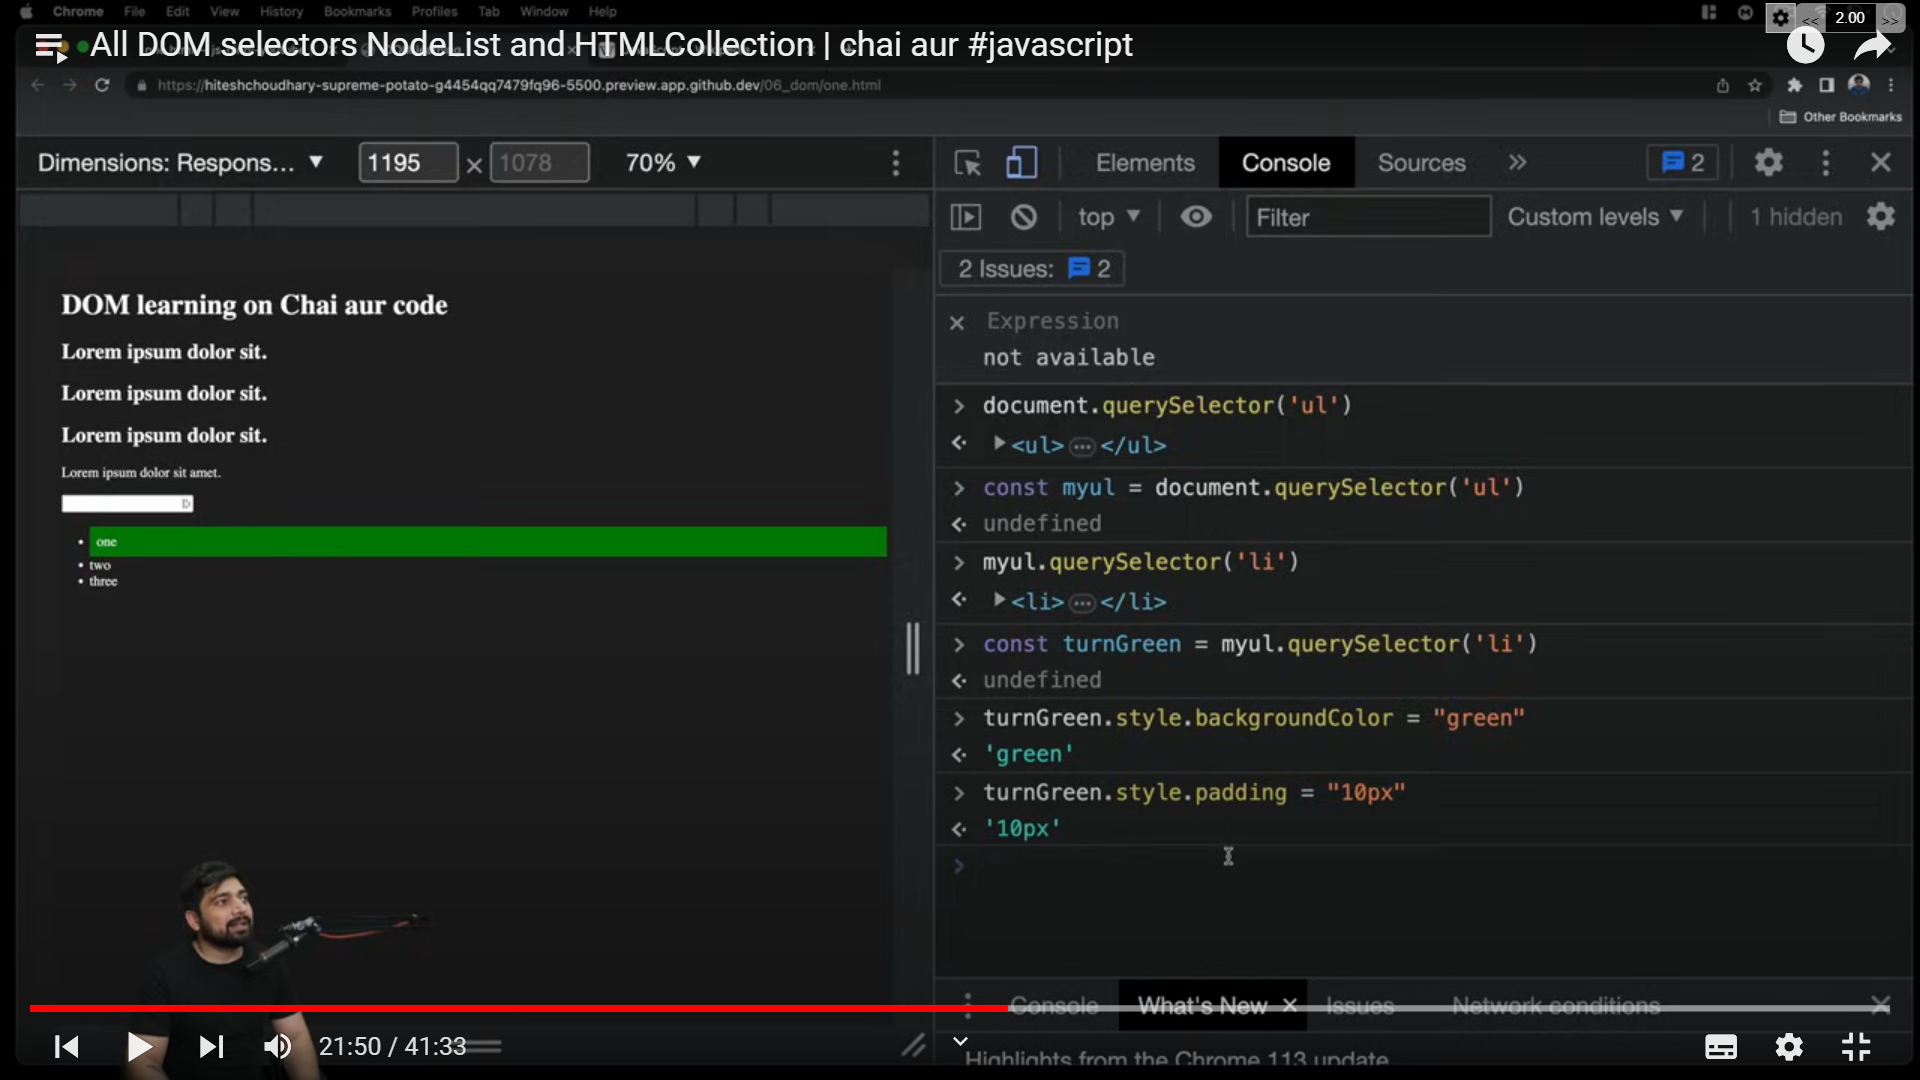 Chrome File Edit View History Bookmarks Profiles Tab Window Help
<< 2.00 >>
All DOM selectors NodeList and HTMLCollection | chai aur #javascript
https://hiteshchoudhary-supreme-potato-g4454qq7479fq96-5500.preview.app.github.dev/06_dom/one.html
Other Bookmarks
Dimensions: Respons... ▼ 1195 × 1078 70% ▼
Elements Console Sources >> 2
top ▼ Filter Custom levels ▼ 1 hidden
2 Issues: 2
DOM learning on Chai aur code
Lorem ipsum dolor sit.
Lorem ipsum dolor sit.
Lorem ipsum dolor sit.
Lorem ipsum dolor sit amet.
• one
• two
• three
Expression
not available
> document.querySelector('ul')
<ul>…</ul>
> const myul = document.querySelector('ul')
undefined
> myul.querySelector('li')
<li>…</li>
> const turnGreen = myul.querySelector('li')
undefined
> turnGreen.style.backgroundColor = "green"
'green'
> turnGreen.style.padding = "10px"
'10px'
>
Console What's New × Issues Network conditions
21:50 / 41:33
Highlights from the Chrome 113 update